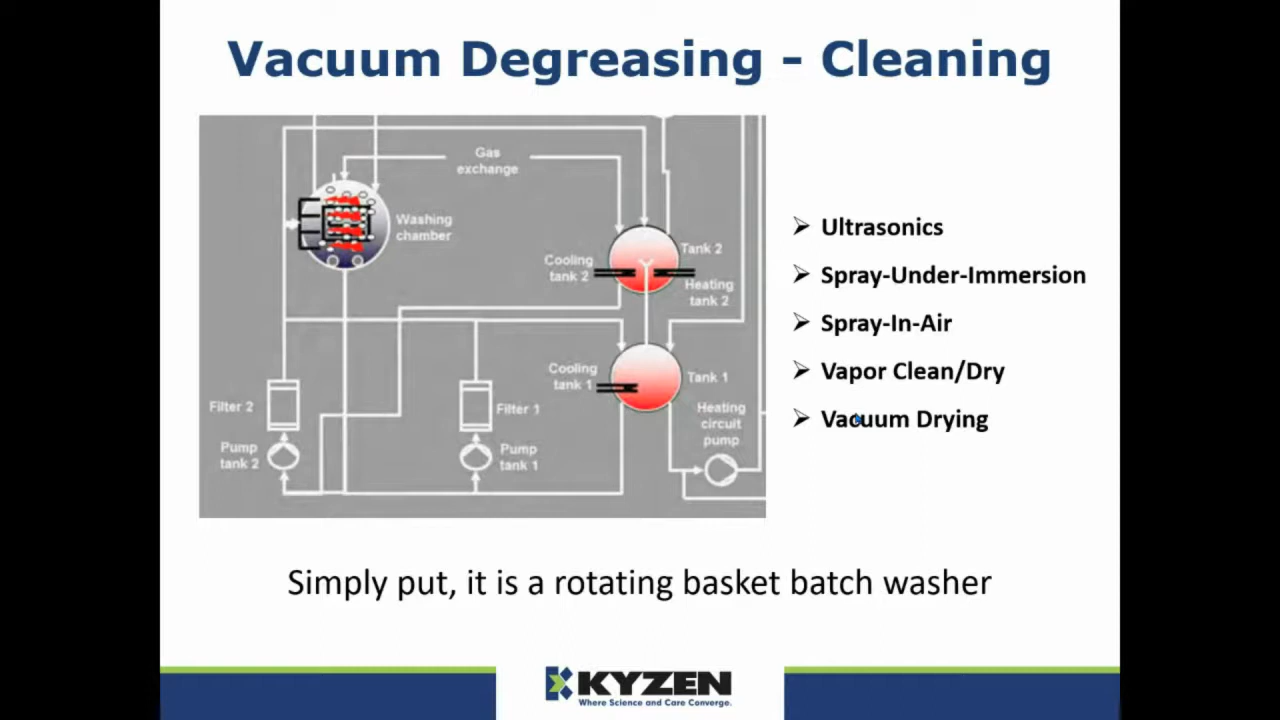 Vacuum Degreasing - Cleaning
Gas
exchange
Washing
chamber
Tank 2
Cooling
tank 2
Heating
tank 2
Cooling
tank 1
Tank 1
Filter 2
Filter 1
Heating
circuit
pump
Pump
tank 2
Pump
tank 1
Ultrasonics
Spray-Under-Immersion
Spray-In-Air
Vapor Clean/Dry
Vacuum Drying
Simply put, it is a rotating basket batch washer
KYZEN
Where Science and Care Converge.